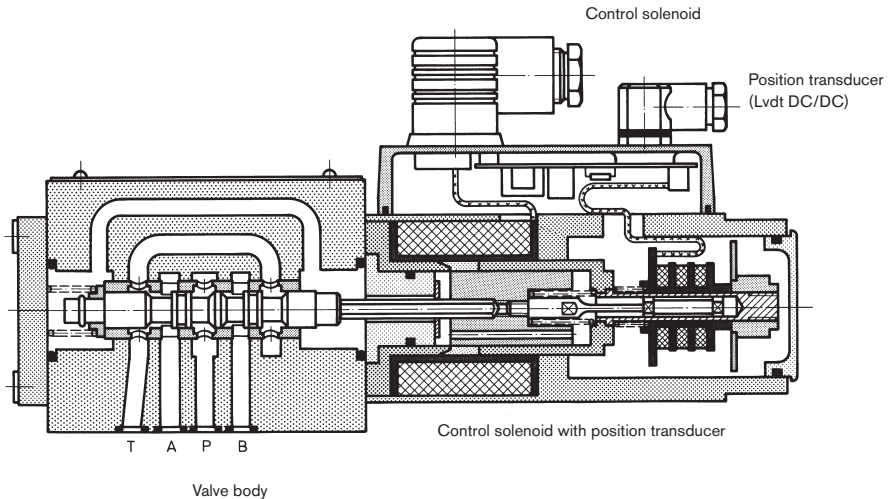 Control solenoid
Position transducer
(Lvdt DC/DC)
T A P B
Control solenoid with position transducer
Valve body